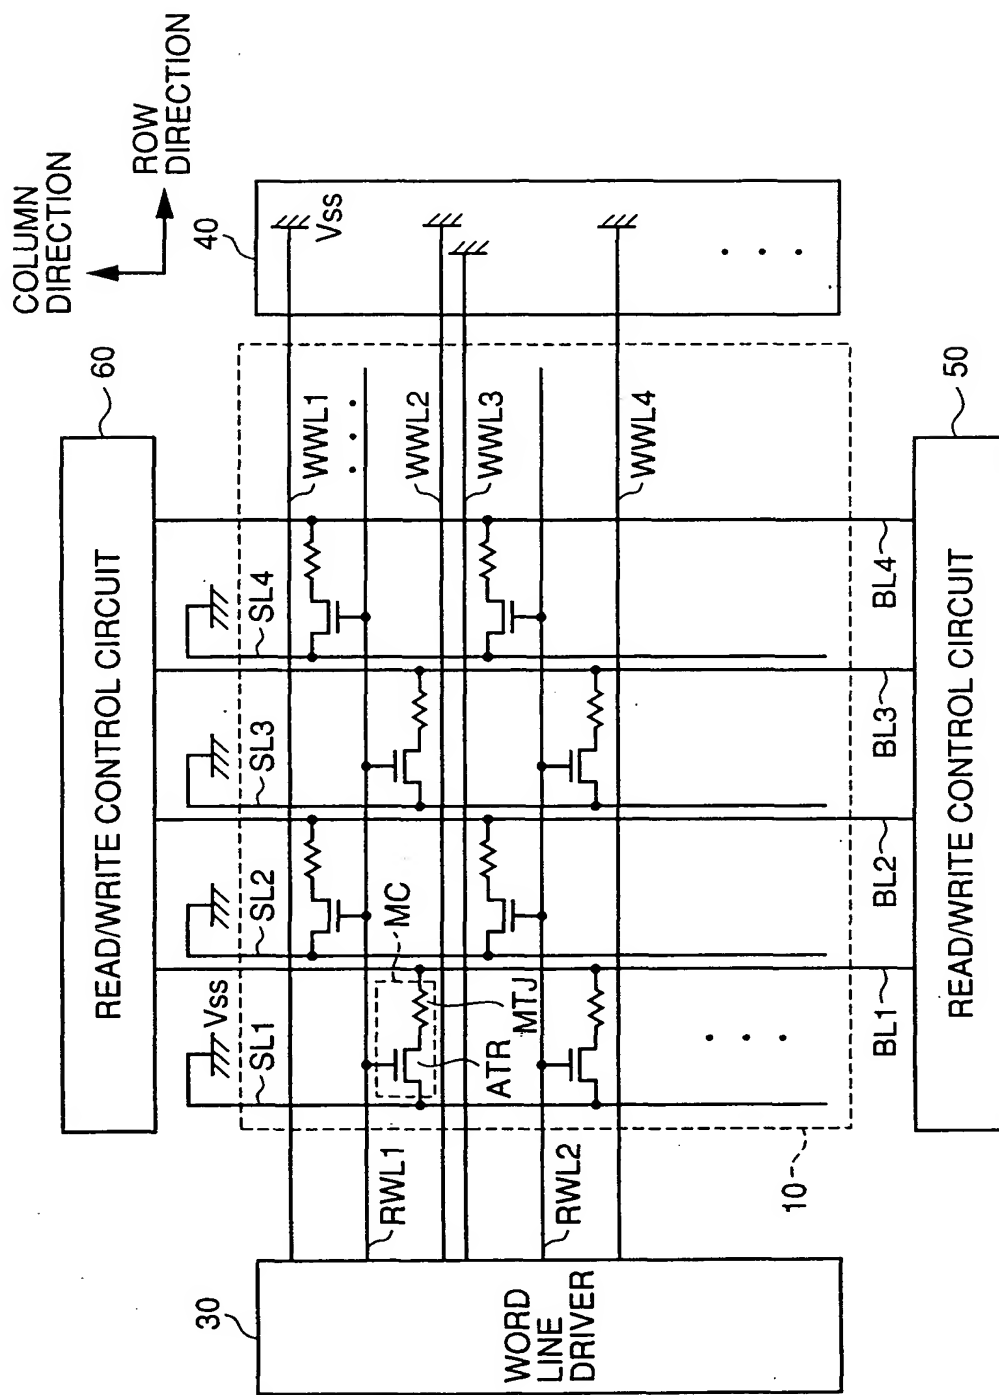 COLUMN
DIRECTION
ROW
DIRECTION
60
READ/WRITE CONTROL CIRCUIT
40
Vss
Vss
SL1
SL2
SL3
SL4
WWL1
MC
RWL1
ATR
MTJ
WWL2
WWL3
RWL2
WWL4
10
30
WORD
LINE
DRIVER
BL1
BL2
BL3
BL4
50
READ/WRITE CONTROL CIRCUIT